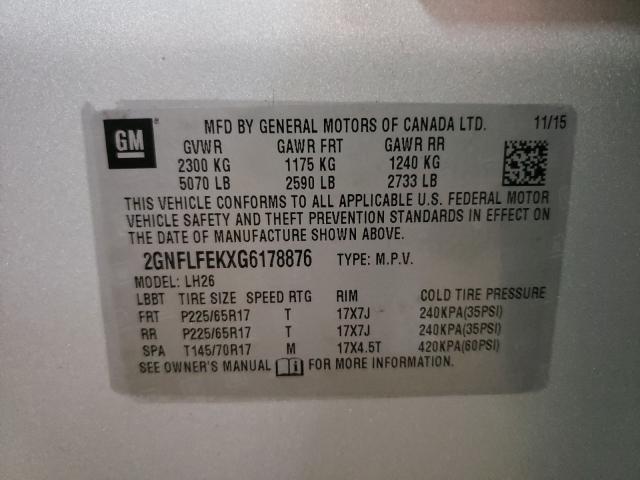 GM ®
MFD BY GENERAL MOTORS OF CANADA LTD. 11/15
GVWR GAWR FRT GAWR RR
2300 KG 1175 KG 1240 KG
5070 LB 2590 LB 2733 LB
THIS VEHICLE CONFORMS TO ALL APPLICABLE U.S. FEDERAL MOTOR
VEHICLE SAFETY AND THEFT PREVENTION STANDARDS IN EFFECT ON
THE DATE OF MANUFACTURE SHOWN ABOVE.
2GNFLFEKXG6178876 TYPE: M.P.V.
MODEL: LH26
LBBT TIRE SIZE SPEED RTG RIM COLD TIRE PRESSURE
FRT P225/65R17 T 17X7J 240KPA(35PSI)
RR P225/65R17 T 17X7J 240KPA(35PSI)
SPA T145/70R17 M 17X4.5T 420KPA(60PSI)
SEE OWNER'S MANUAL FOR MORE INFORMATION.